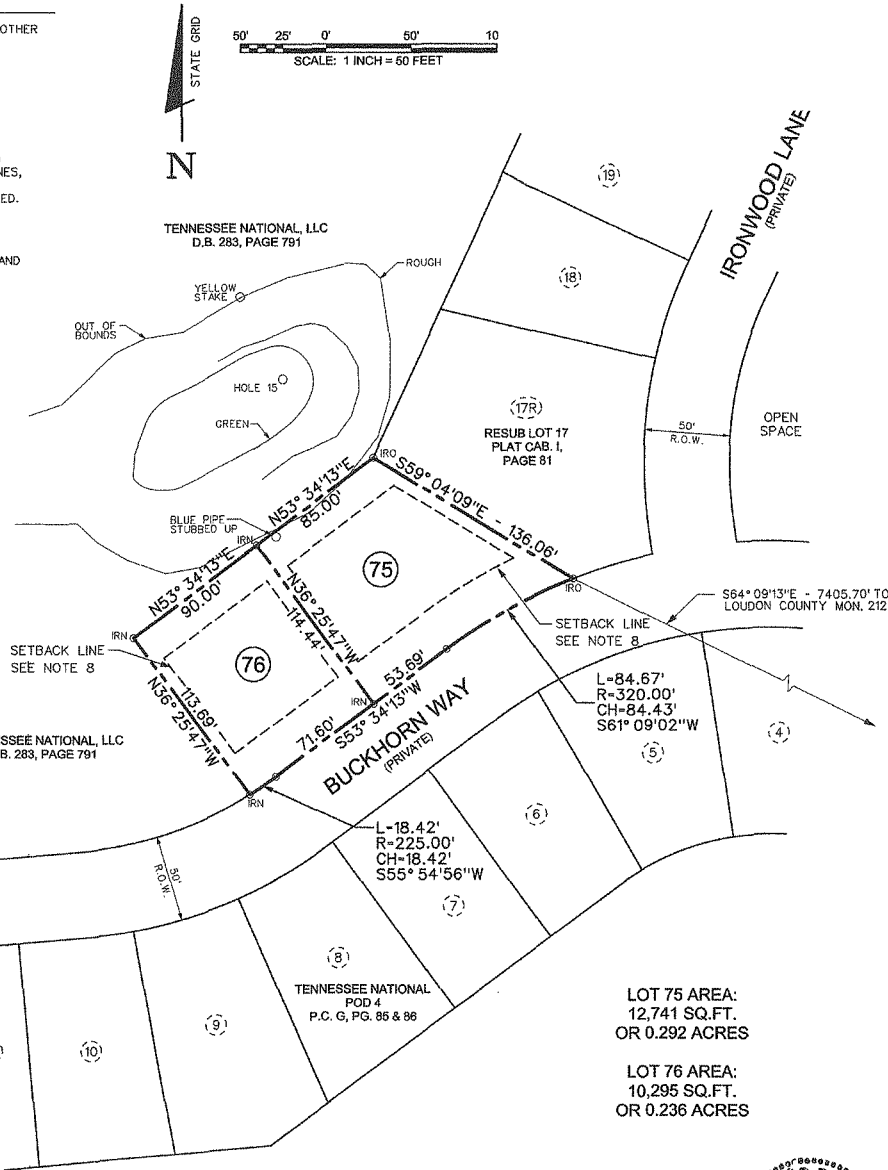 OTHER
NES,
ED.
AND
STATE GRID
N
50' 25' 0' 50' 10
SCALE: 1 INCH = 50 FEET
TENNESSEE NATIONAL, LLC
D.B. 283, PAGE 791
ROUGH
YELLOW
STAKE
OUT OF
BOUNDS
HOLE 15
GREEN
BLUE PIPE
STUBBED UP
19
18
17R
RESUB LOT 17
PLAT CAB. I,
PAGE 81
IRONWOOD LANE
(PRIVATE)
50'
R.O.W.
OPEN
SPACE
IRO
S59° 04'09"E - 136.06'
IRO
N53° 34'13"E
85.00'
IRN
N53° 34'13"E
90.00'
IRN
75
N36° 25'47"W
114.44'
76
SETBACK LINE
SEE NOTE 8
SETBACK LINE
SEE NOTE 8
S64° 09'13"E - 7405.70' TO
LOUDON COUNTY MON. 212
N36° 25'47"W
113.69'
SSEE NATIONAL, LLC
B. 283, PAGE 791
53.69'
IRN
71.60'
S53° 34'13"W
IRN
BUCKHORN WAY
(PRIVATE)
L=84.67'
R=320.00'
CH=84.43'
S61° 09'02"W
L=18.42'
R=225.00'
CH=18.42'
S55° 54'56"W
50'
R.O.W.
4
5
6
7
8
TENNESSEE NATIONAL
POD 4
P.C. G, PG. 85 & 86
9
10
LOT 75 AREA:
12,741 SQ.FT.
OR 0.292 ACRES
LOT 76 AREA:
10,295 SQ.FT.
OR 0.236 ACRES